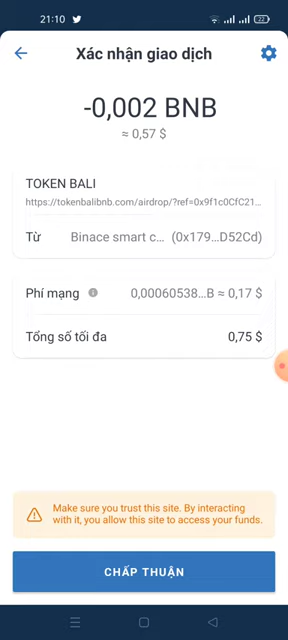 21:10
22
Xác nhận giao dịch
-0,002 BNB
≈ 0,57 $
TOKEN BALI
https://tokenbalibnb.com/airdrop/?ref=0x9f1c0CfC21…
Từ Binace smart c… (0x179…D52Cd)
Phí mạng 0,00060538…B ≈ 0,17 $
Tổng số tối đa 0,75 $
Make sure you trust this site. By interacting
with it, you allow this site to access your funds.
CHẤP THUẬN